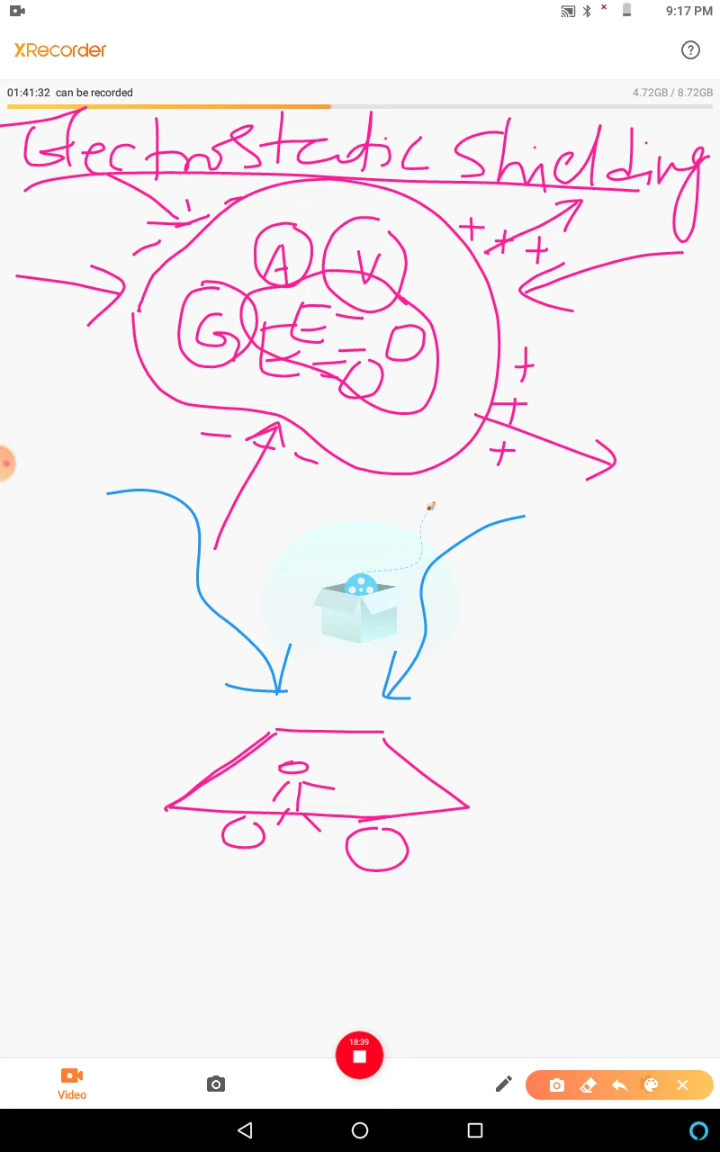 9:17 PM
XRecorder
01:41:32 can be recorded
4.72GB / 8.72GB
Electrostatic Shielding
A V
G E = O
E = O
18:39
Video